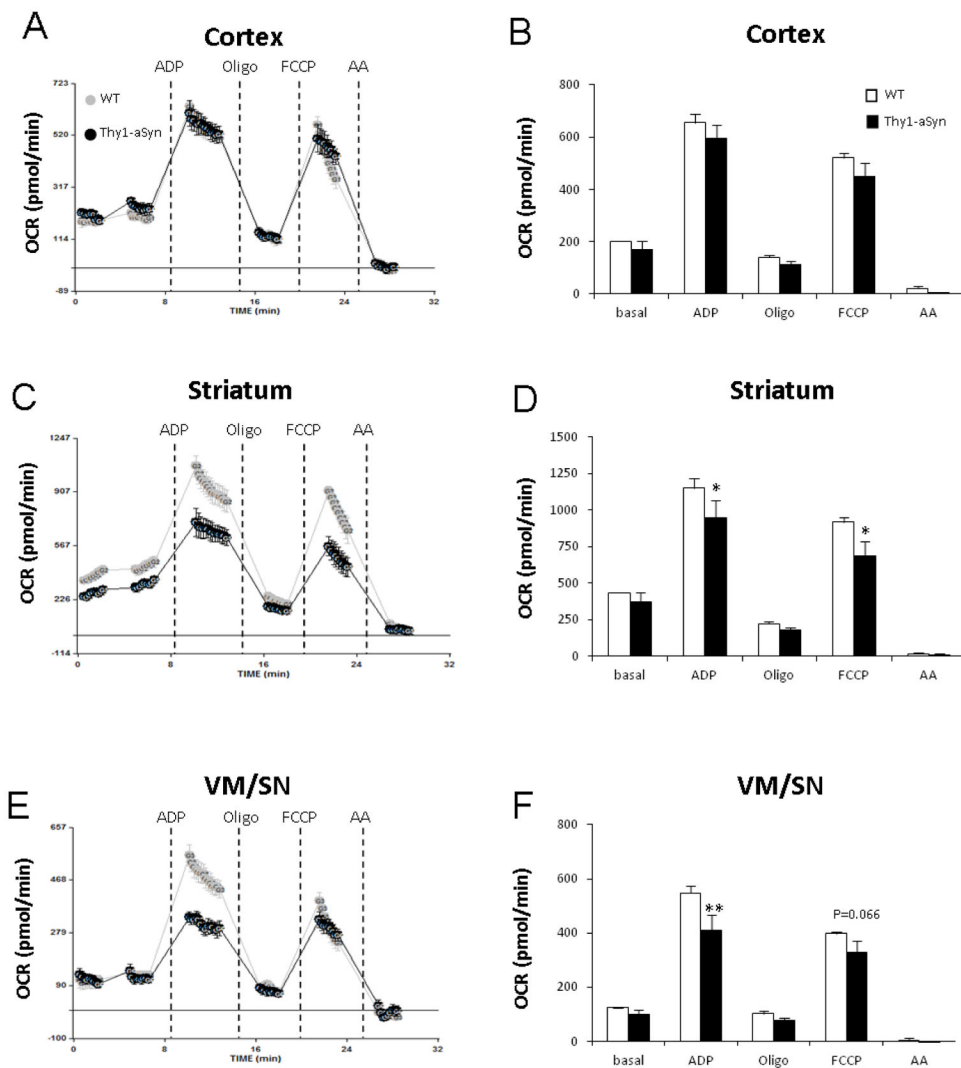 A
Cortex
ADP Oligo FCCP AA
723
520
317
114
-89
OCR (pmol/min)
WT
Thy1-aSyn
0 8 16 24 32
TIME (min)
B
Cortex
800
600
400
200
0
OCR (pmol/min)
WT
Thy1-aSyn
basal ADP Oligo FCCP AA
C
Striatum
ADP Oligo FCCP AA
1247
907
567
226
-114
OCR (pmol/min)
0 8 16 24 32
TIME (min)
D
Striatum
1500
1250
1000
750
500
250
0
OCR (pmol/min)
* *
basal ADP Oligo FCCP AA
E
VM/SN
ADP Oligo FCCP AA
657
468
279
90
-100
OCR (pmol/min)
0 8 16 24 32
TIME (min)
F
VM/SN
800
600
400
200
0
OCR (pmol/min)
**
P=0.066
basal ADP Oligo FCCP AA